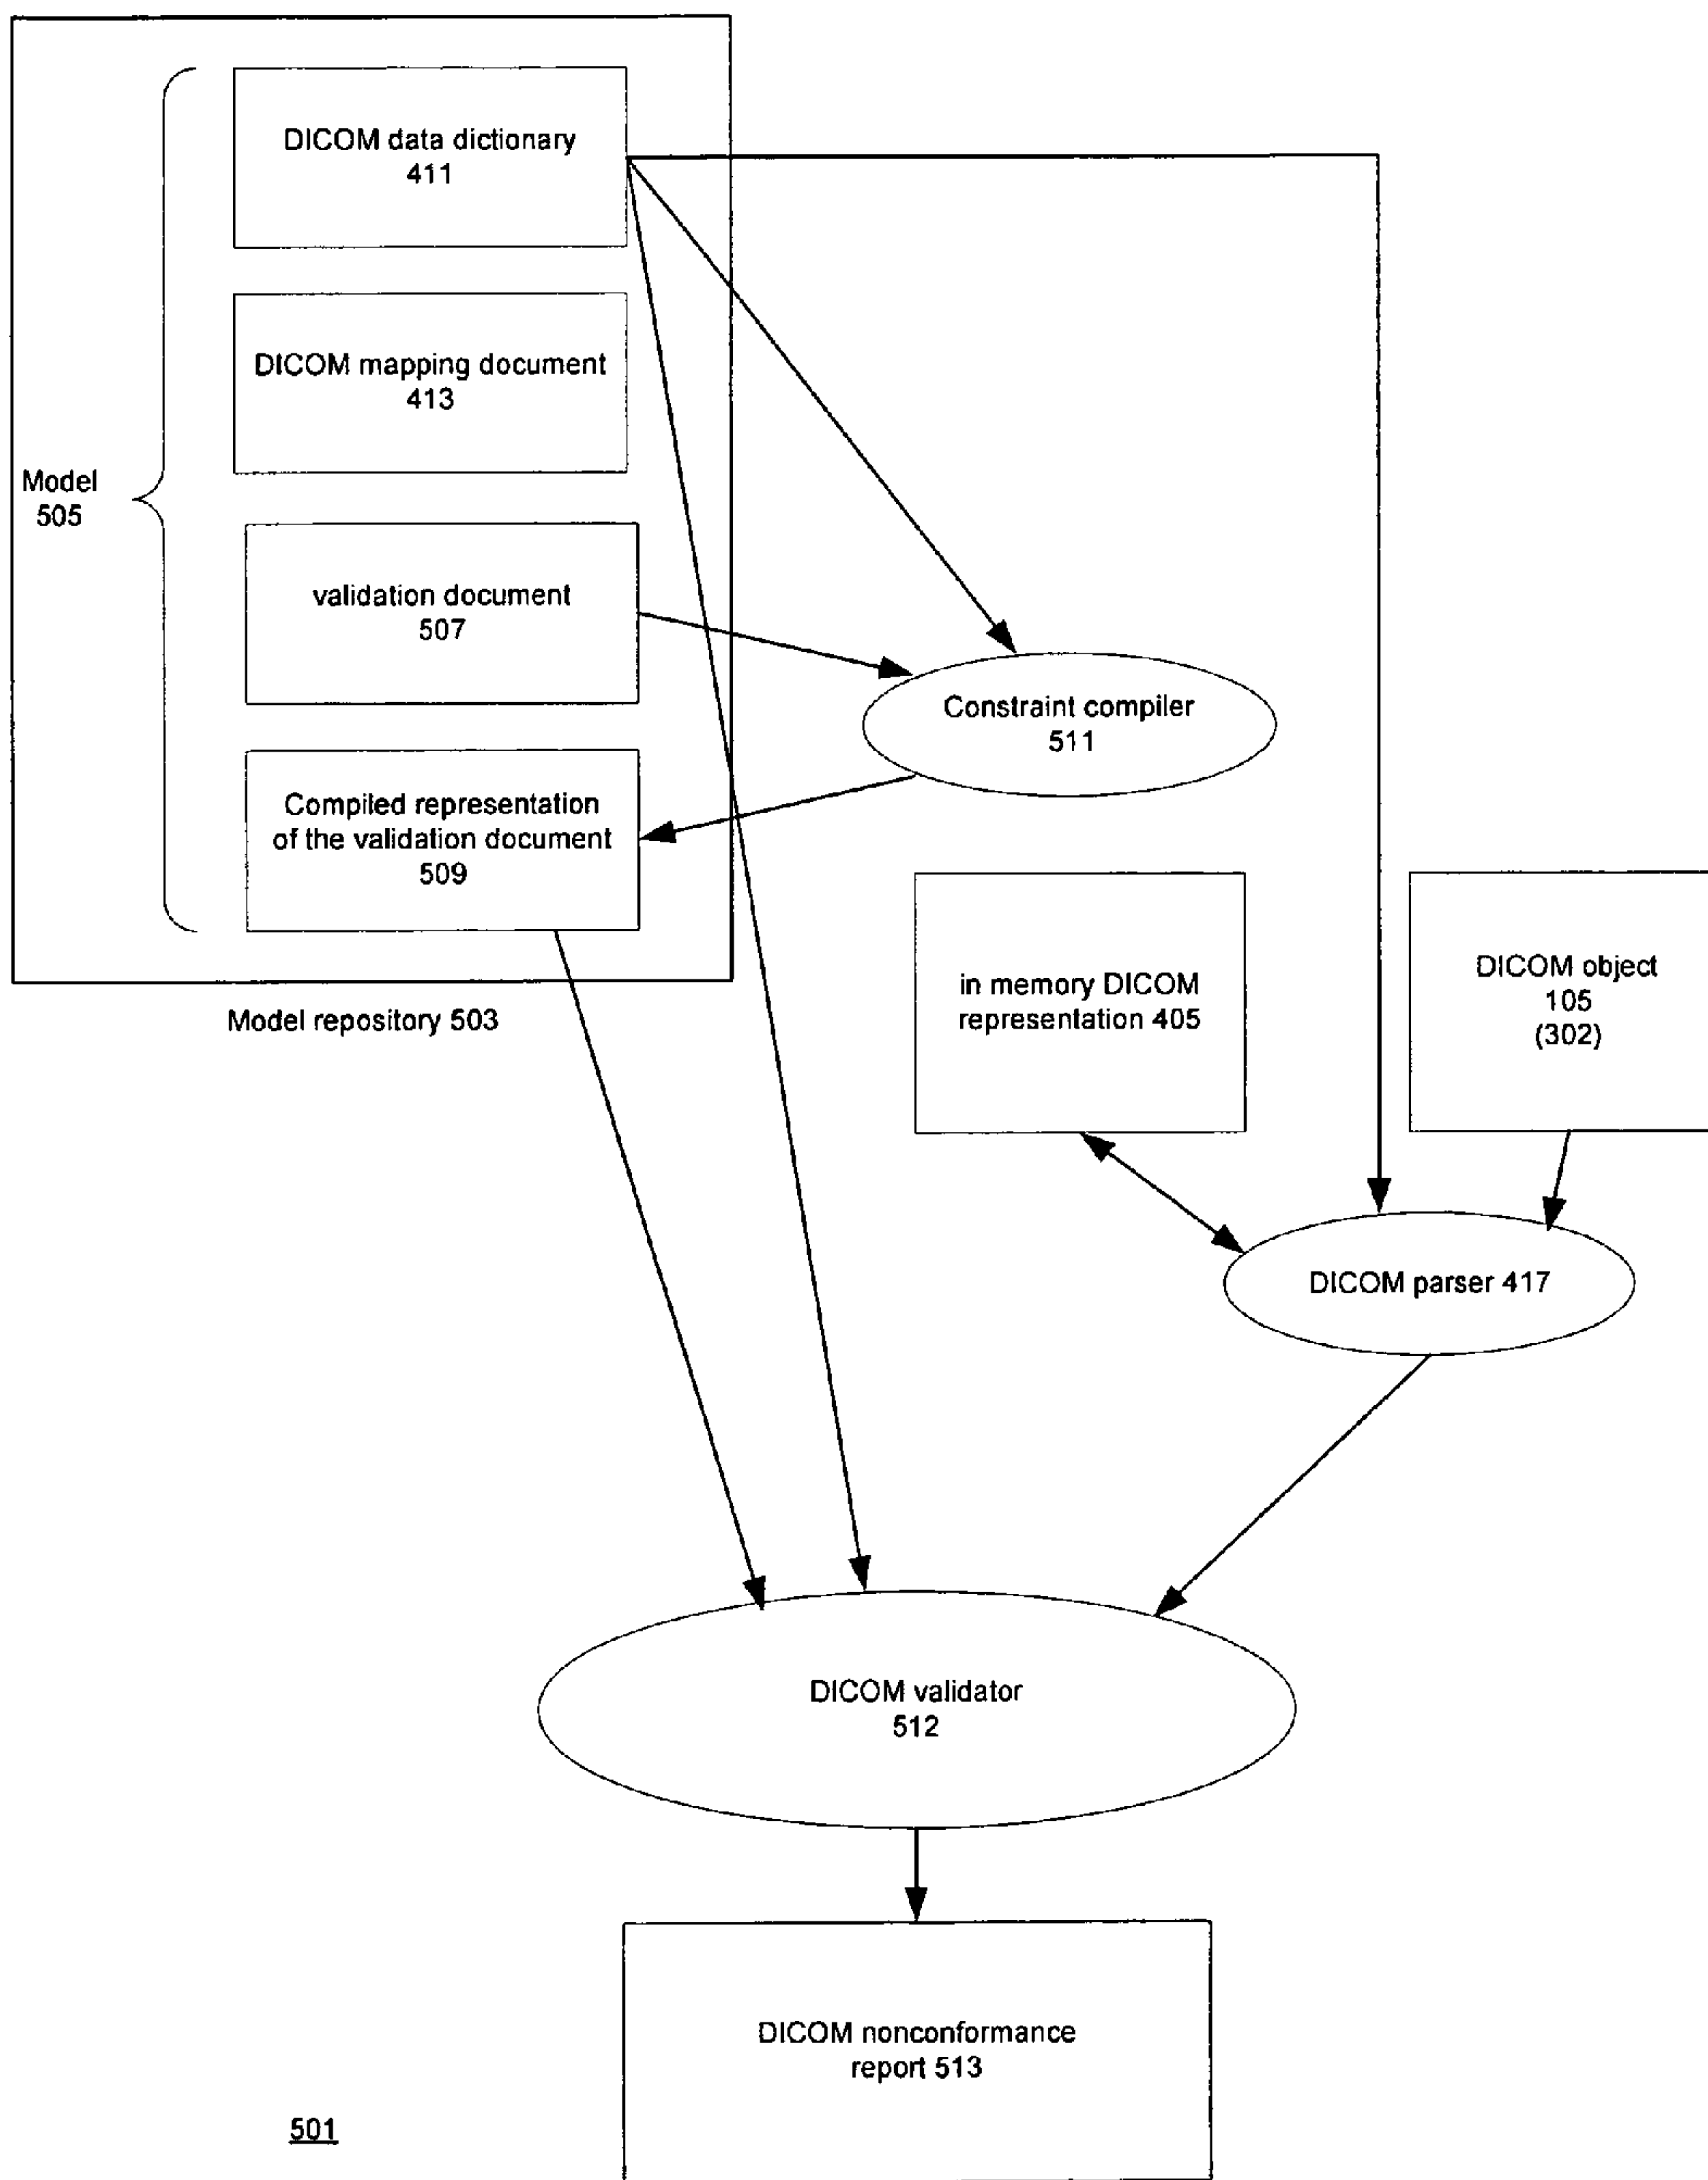 DICOM data dictionary
411
DICOM mapping document
413
Model
505
validation document
507
Constraint compiler
511
Compiled representation
of the validation document
509
in memory DICOM
representation 405
DICOM object
105
(302)
Model repository 503
DICOM parser 417
DICOM validator
512
DICOM nonconformance
report 513
501